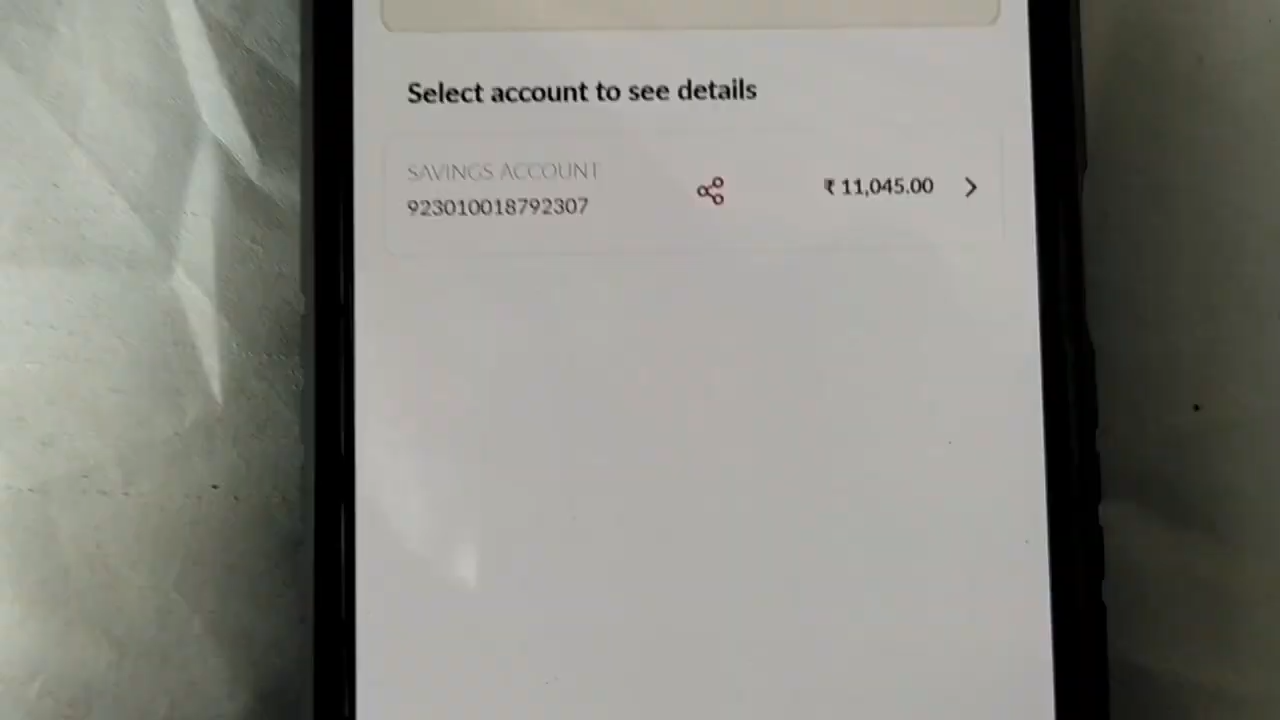 Select account to see details
SAVINGS ACCOUNT
₹ 11,045.00
923010018792307